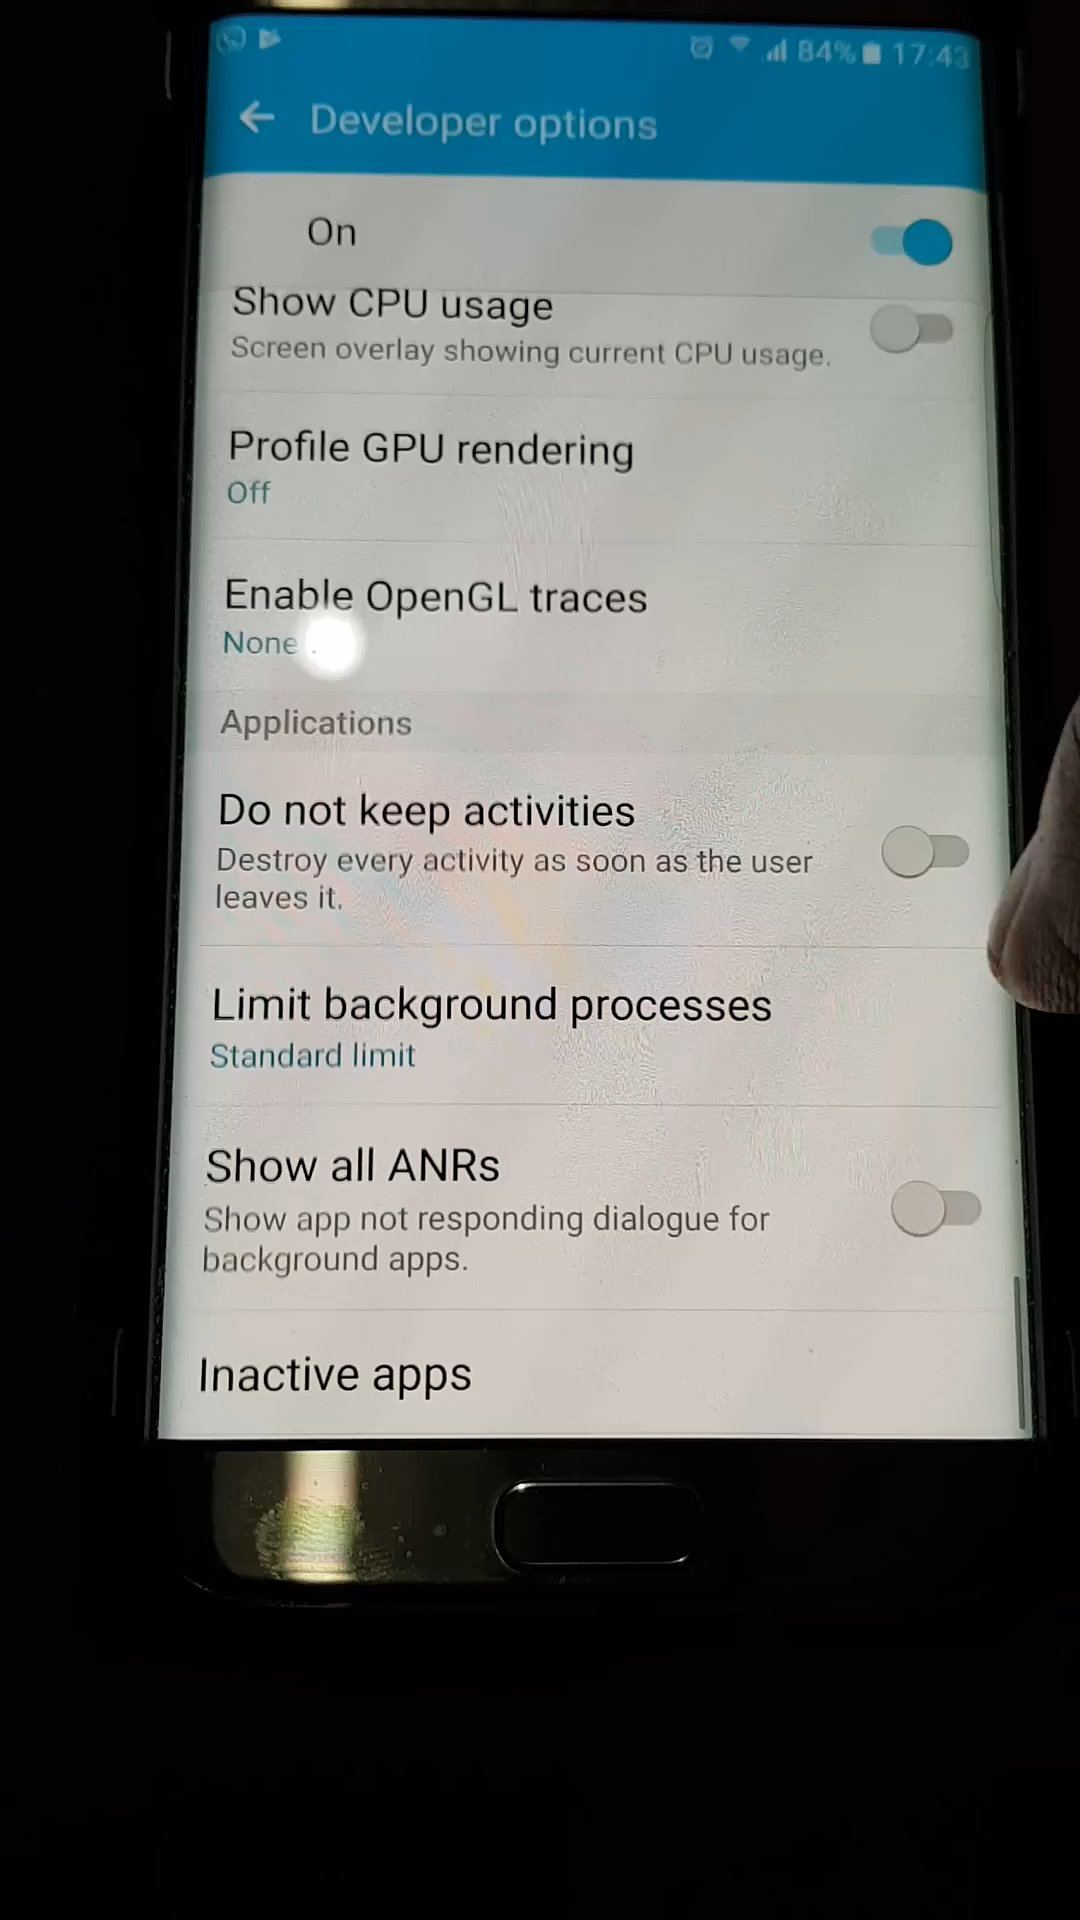 84% 17:43
Developer options
On
Show CPU usage
Screen overlay showing current CPU usage.
Profile GPU rendering
Off
Enable OpenGL traces
None
Applications
Do not keep activities
Destroy every activity as soon as the user
leaves it.
Limit background processes
Standard limit
Show all ANRs
Show app not responding dialogue for
background apps.
Inactive apps